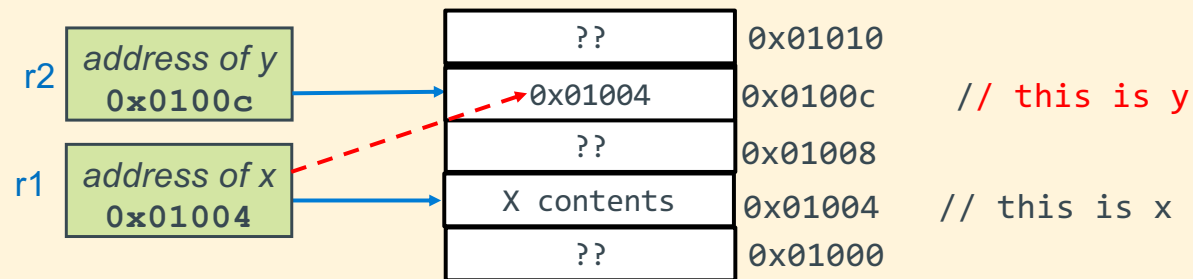 ?? 0x01010
r2 address of y
0x0100c
0x01004 0x0100c // this is y
?? 0x01008
r1 address of x
0x01004
X contents 0x01004 // this is x
?? 0x01000